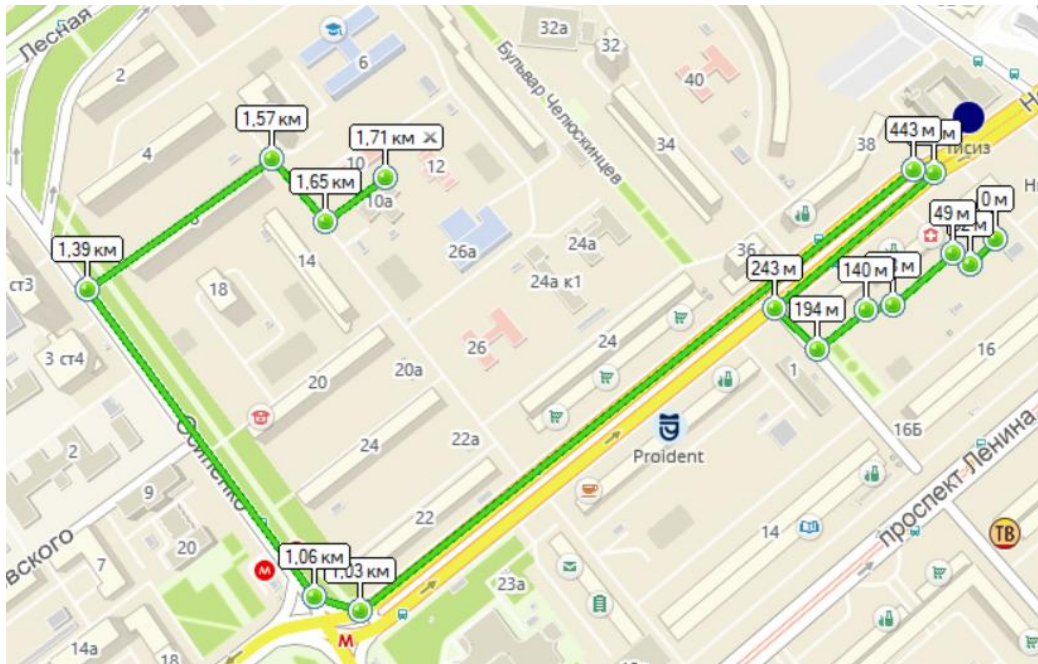 Лесная
2
6
32а
32
40
Бульвар Челюскинцев
1,57 км
1,71 км
443 м
м
тисиз
38
34
4
10
12
1,65 км
10а
8
0 м
49 м
1,39 км
26а
24а
36
14
24а к1
243 м
140 м
м
ст3
18
194 м
3 ст4
26
24
16
20
20а
1
24
22а
Proident
16Б
проспект Ленина
2
Осипенко
9
22
14
ТВ
вского
20
7
М
1,06 км
1,03 км
23а
14а
18
М